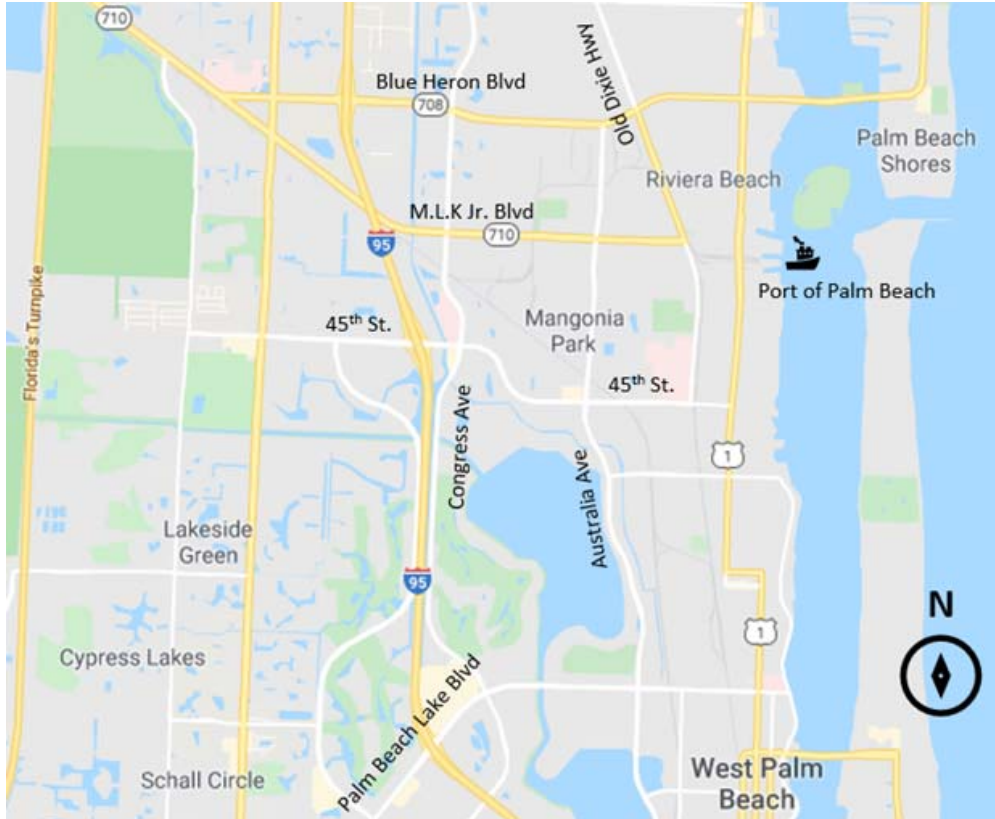 710
Blue Heron Blvd
708
Old Dixie Hwy
Palm Beach
Shores
Riviera Beach
M.L.K Jr. Blvd
710
95
Port of Palm Beach
Florida's Turnpike
45th St.
Mangonia
Park
45th St.
Congress Ave
1
Australia Ave
Lakeside
Green
95
N
1
Cypress Lakes
Palm Beach Lake Blvd
Schall Circle
West Palm
Beach